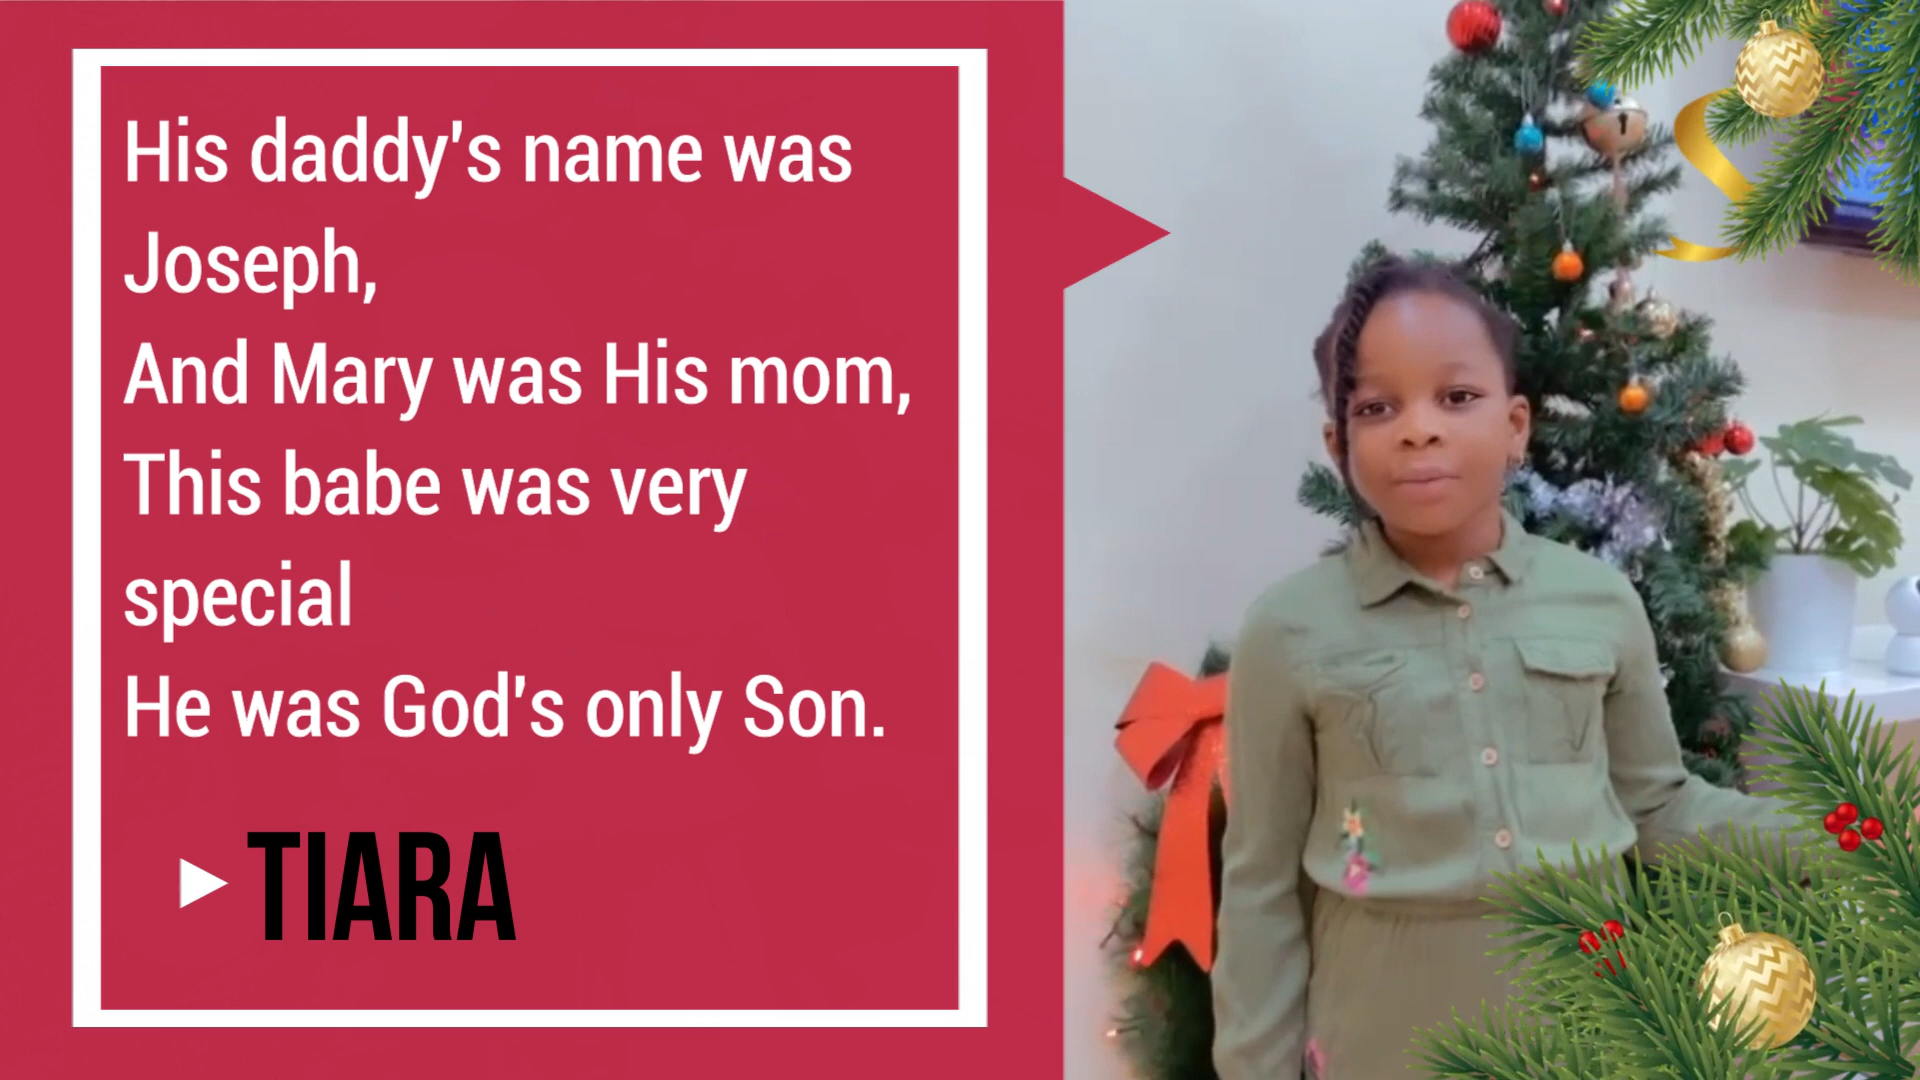 His daddy's name was
Joseph,
And Mary was His mom,
This babe was very
special
He was God's only Son.
TIARA